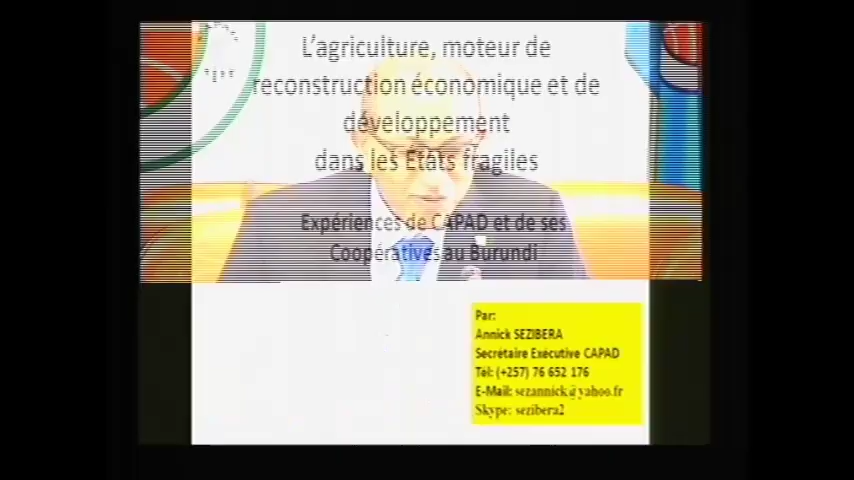 L'agriculture, moteur de
reconstruction économique et de
développement
dans les Etats fragiles
Expériences de CAPAD et de ses
Coopératives au Burundi
Par:
Annick SEZIBERA
Secrétaire Exécutive CAPAD
Tel: (+257) 76 652 176
E-Mail: sezannick@yahoo.fr
Skype: sezibera2